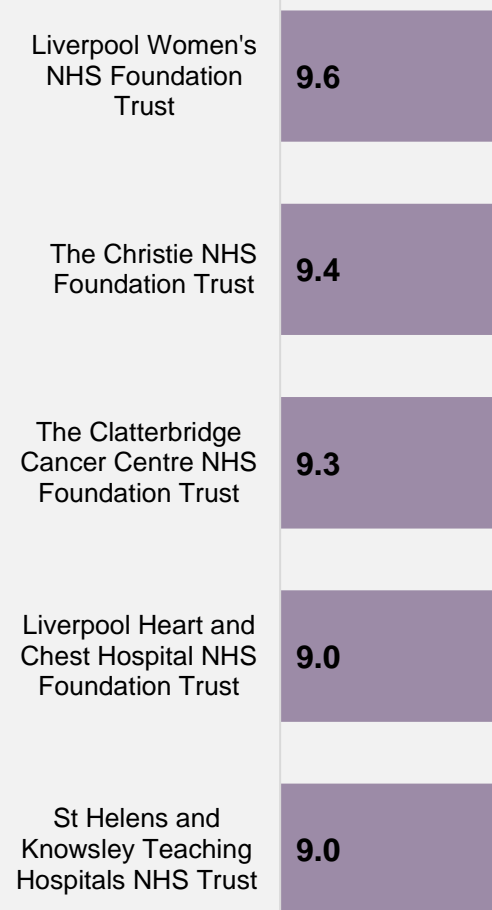 Liverpool Women's
NHS Foundation
Trust
9.6
The Christie NHS
Foundation Trust
9.4
The Clatterbridge
Cancer Centre NHS
Foundation Trust
9.3
Liverpool Heart and
Chest Hospital NHS
Foundation Trust
9.0
St Helens and
Knowsley Teaching
Hospitals NHS Trust
9.0